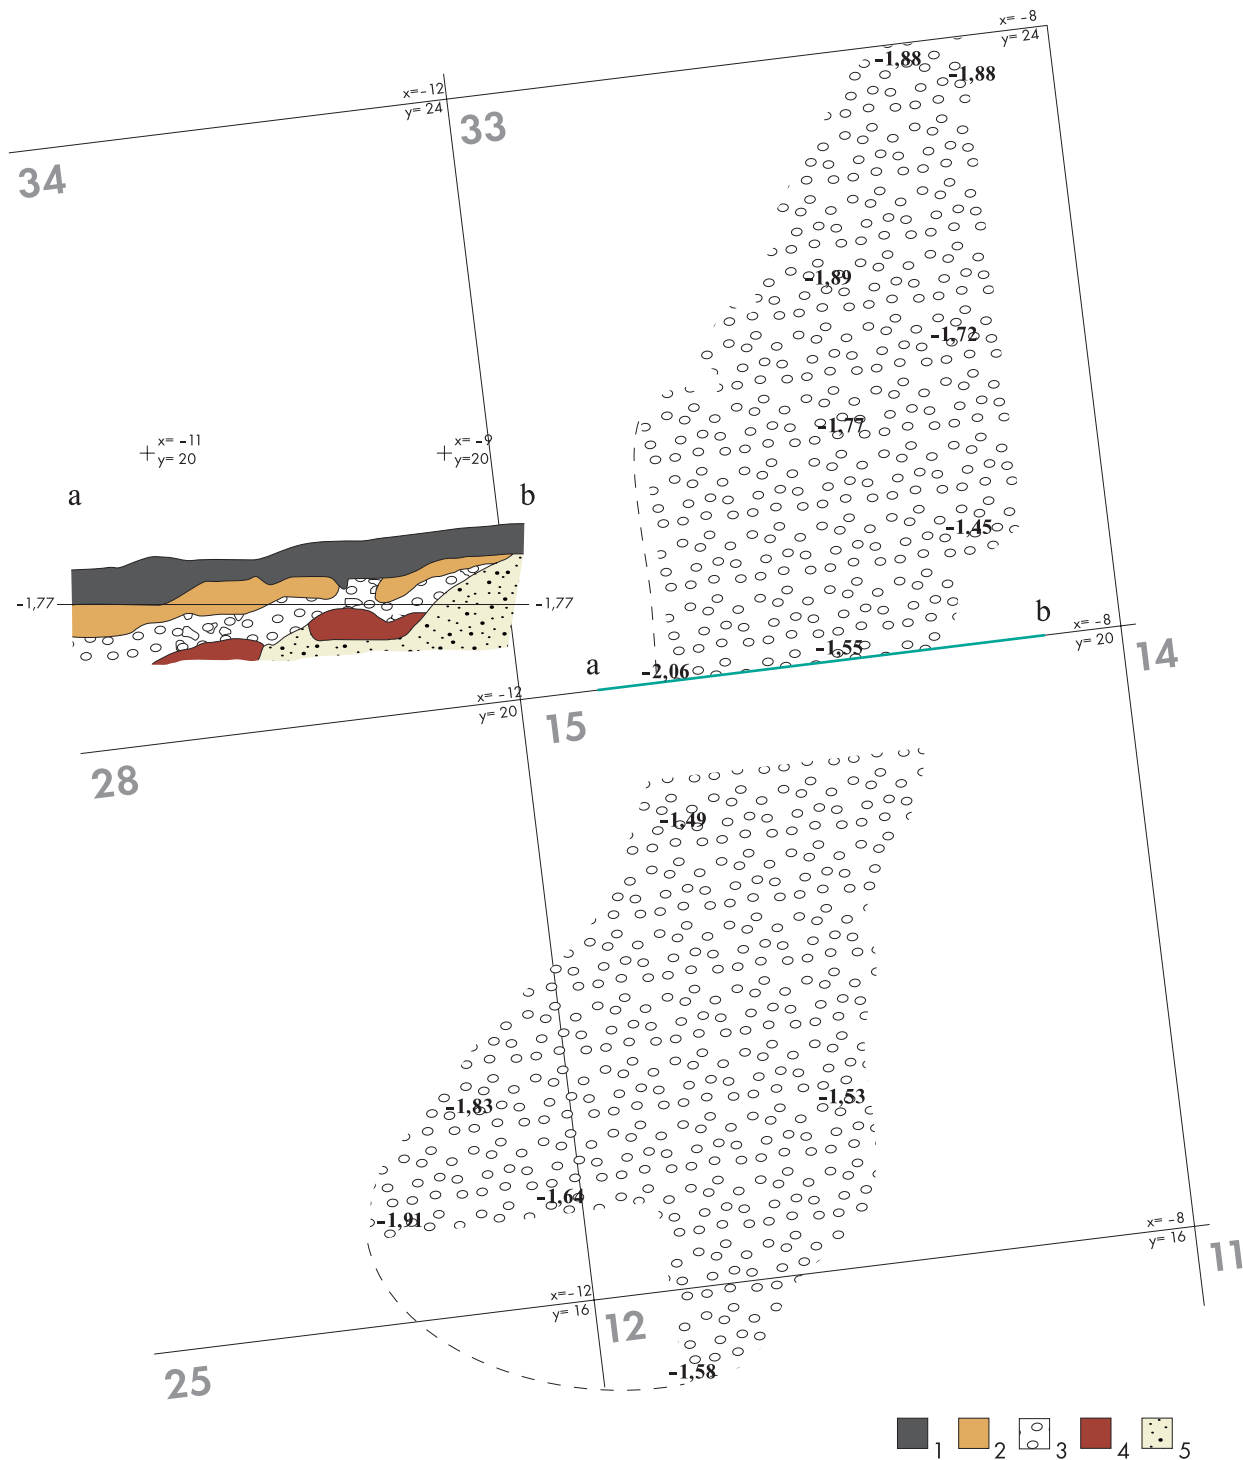 x= -8
y= 24
-1,88
-1,88
x=-12
y= 24
33
34
-1,89
-1,72
-1,77
x= -11
y= 20
x= -9
y=20
a
b
-1,45
-1,77
-1,77
b
x= -8
y= 20
-1,55
14
a
-2,06
x= -12
y= 20
15
28
-1,49
-1,53
-1,83
-1,64
-1,91
x= -8
y= 16
11
x=-12
y= 16
12
25
-1,58
1
2
3
4
5